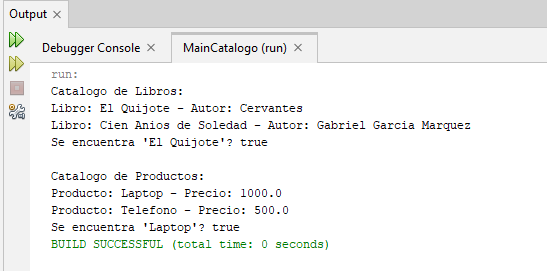 Output ×
Debugger Console ×
MainCatalogo (run) ×
run:
Catalogo de Libros:
Libro: El Quijote - Autor: Cervantes
Libro: Cien Anios de Soledad - Autor: Gabriel Garcia Marquez
Se encuentra 'El Quijote'? true
Catalogo de Productos:
Producto: Laptop - Precio: 1000.0
Producto: Telefono - Precio: 500.0
Se encuentra 'Laptop'? true
BUILD SUCCESSFUL (total time: 0 seconds)